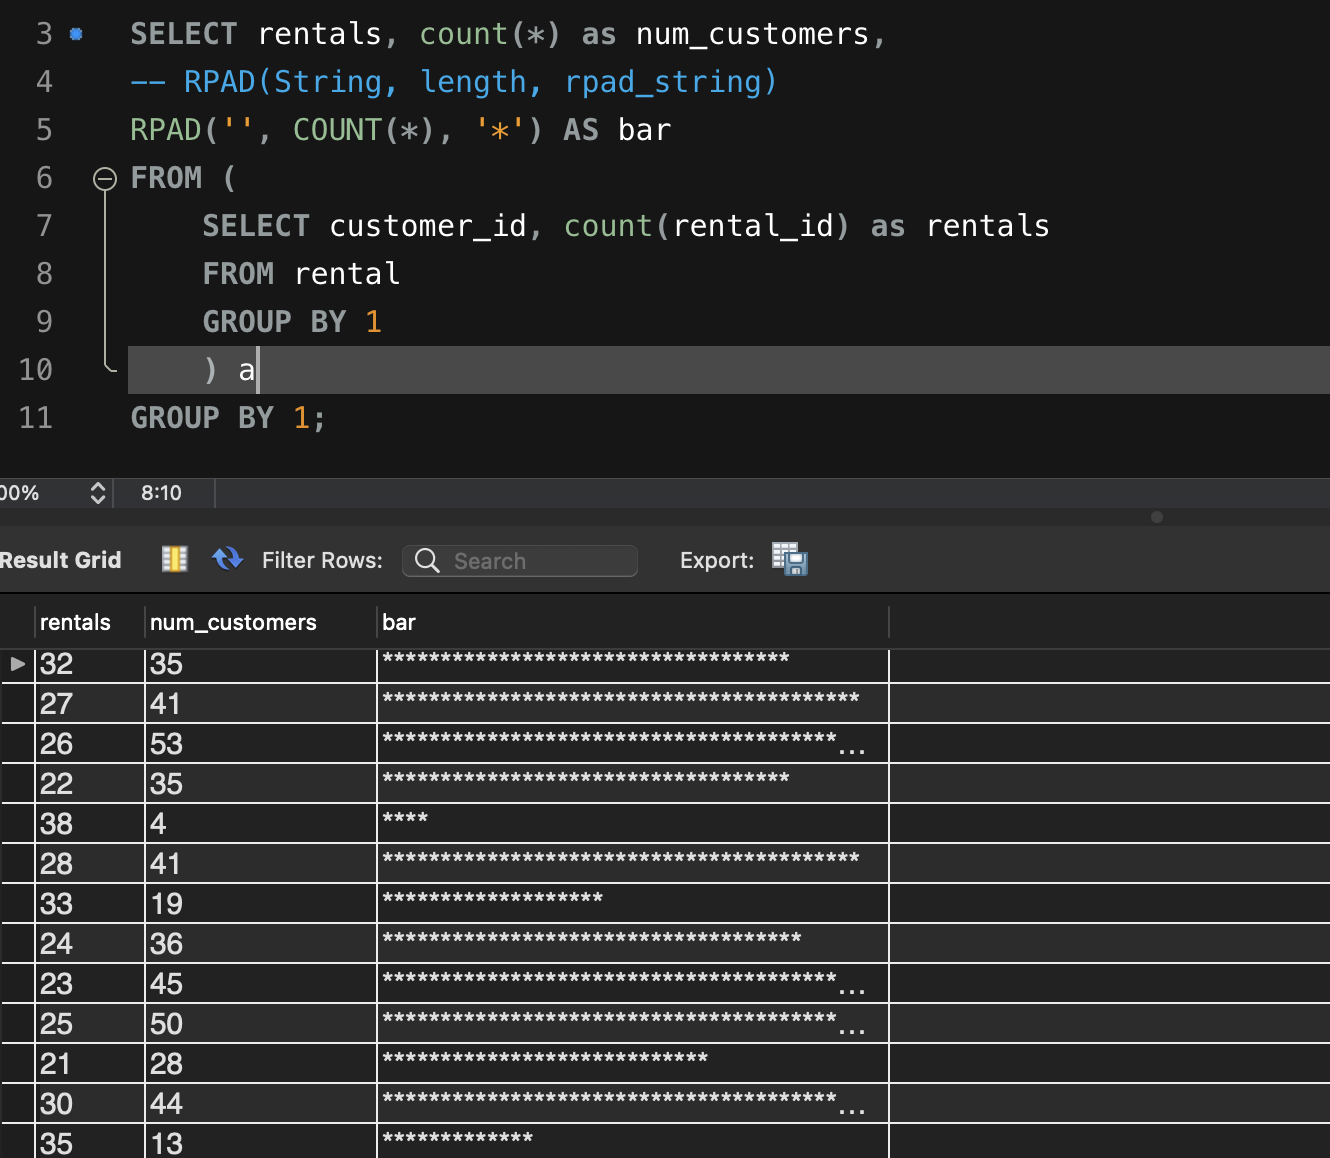 3 SELECT rentals, count(*) as num_customers,
4 -- RPAD(String, length, rpad_string)
5 RPAD('', COUNT(*), '*') AS bar
6 FROM (
7 SELECT customer_id, count(rental_id) as rentals
8 FROM rental
9 GROUP BY 1
10 ) a
11 GROUP BY 1;
00% 8:10
Result Grid Filter Rows: Search Export:
rentals num_customers bar
32 35 ***********************************
27 41 *****************************************
26 53 ***************************************...
22 35 ***********************************
38 4 ****
28 41 *****************************************
33 19 *******************
24 36 ************************************
23 45 ***************************************...
25 50 ***************************************...
21 28 ****************************
30 44 ***************************************...
35 13 *************